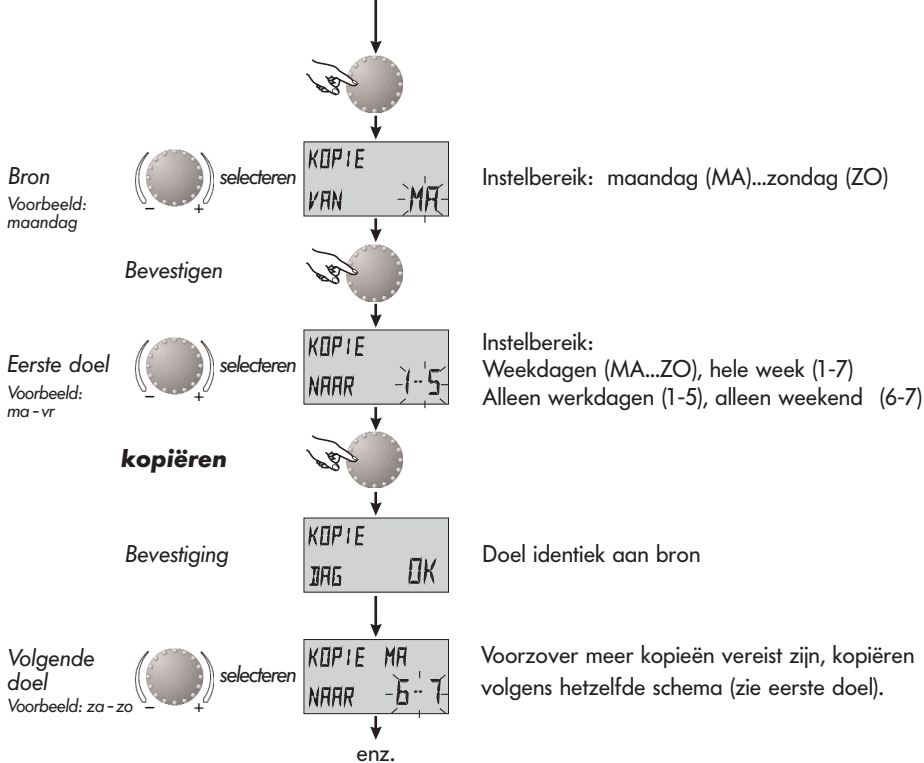 KOPIE
Bron
selecteren
Instelbereik: maandag (MA)...zondag (ZO)
Voorbeeld:
maandag
− +
VAN MA
Bevestigen
KOPIE
Eerste doel
selecteren
Instelbereik:
Weekdagen (MA...ZO), hele week (1-7)
Alleen werkdagen (1-5), alleen weekend (6-7)
Voorbeeld:
ma - vr
− +
NAAR 1-5
kopiëren
KOPIE
Bevestiging
Doel identiek aan bron
DAG OK
KOPIE MA
Volgende
doel
selecteren
Voorzover meer kopieën vereist zijn, kopiëren
volgens hetzelfde schema (zie eerste doel).
Voorbeeld: za - zo
− +
NAAR 6-7
enz.